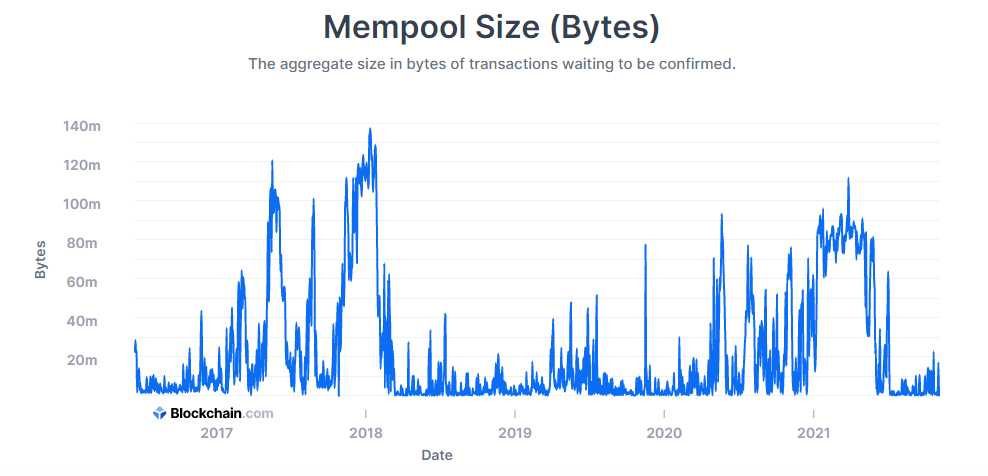 Mempool Size (Bytes)
The aggregate size in bytes of transactions waiting to be confirmed.
140m
120m
100m
80m
60m
40m
20m
Bytes
Blockchain.com
2017 2018 2019 2020 2021
Date